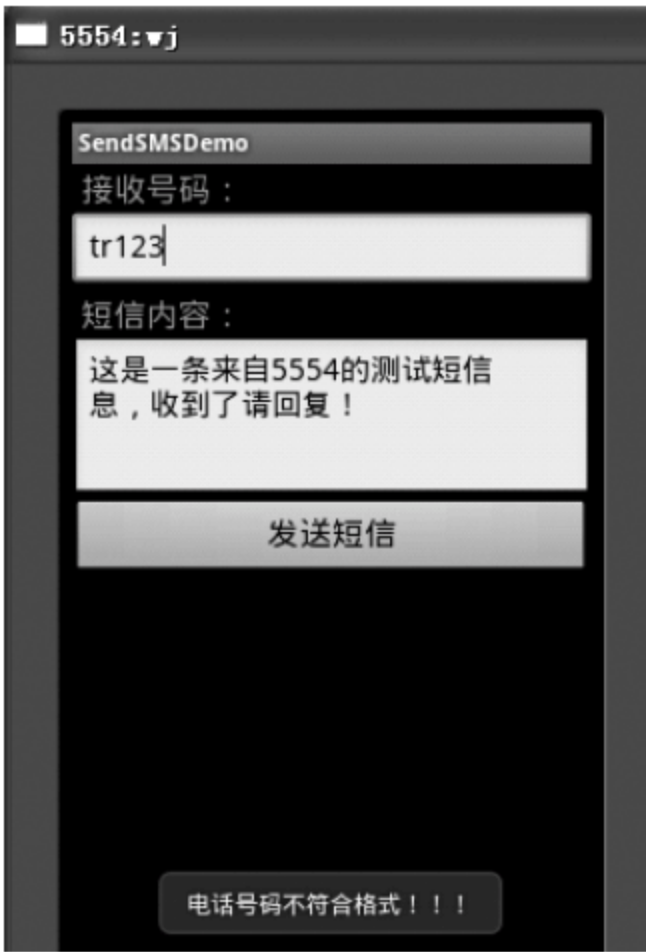 5554:wj
SendSMSDemo
接收号码：
tr123
短信内容：
这是一条来自5554的测试短信
息，收到了请回复！
发送短信
电话号码不符合格式！！！